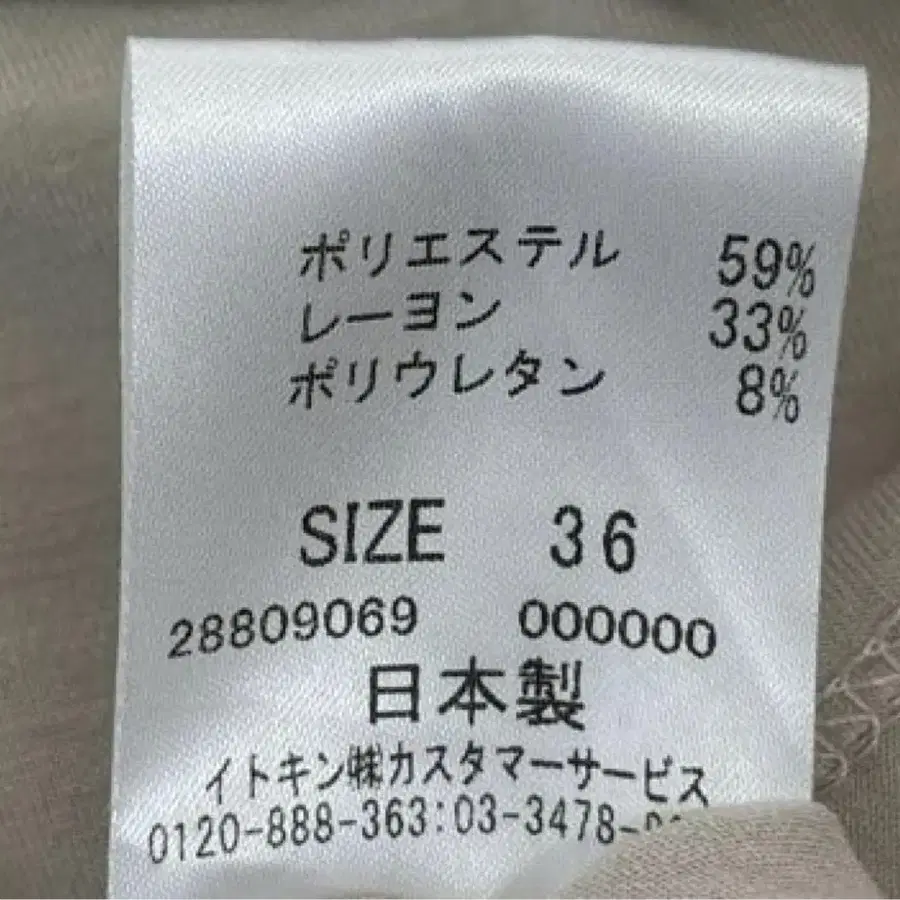 ポリエステル 59%
レーヨン 33%
ポリウレタン 8%
SIZE 36
28809069 000000
日本製
イトキン㈱カスタマーサービス
0120-888-363:03-3478-